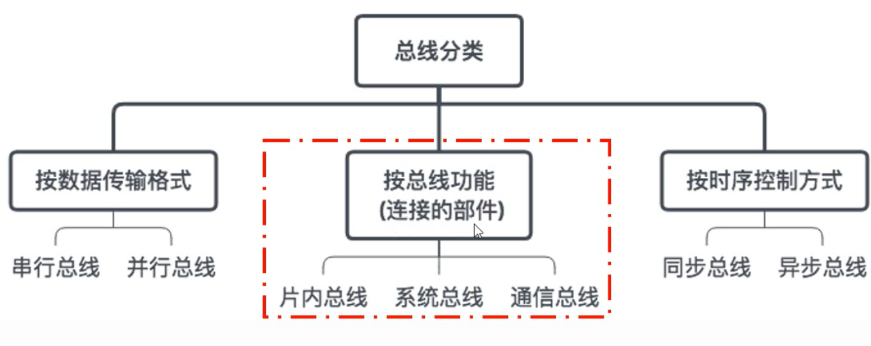 总线分类
按数据传输格式
按总线功能
(连接的部件)
按时序控制方式
串行总线
并行总线
片内总线
系统总线
通信总线
同步总线
异步总线